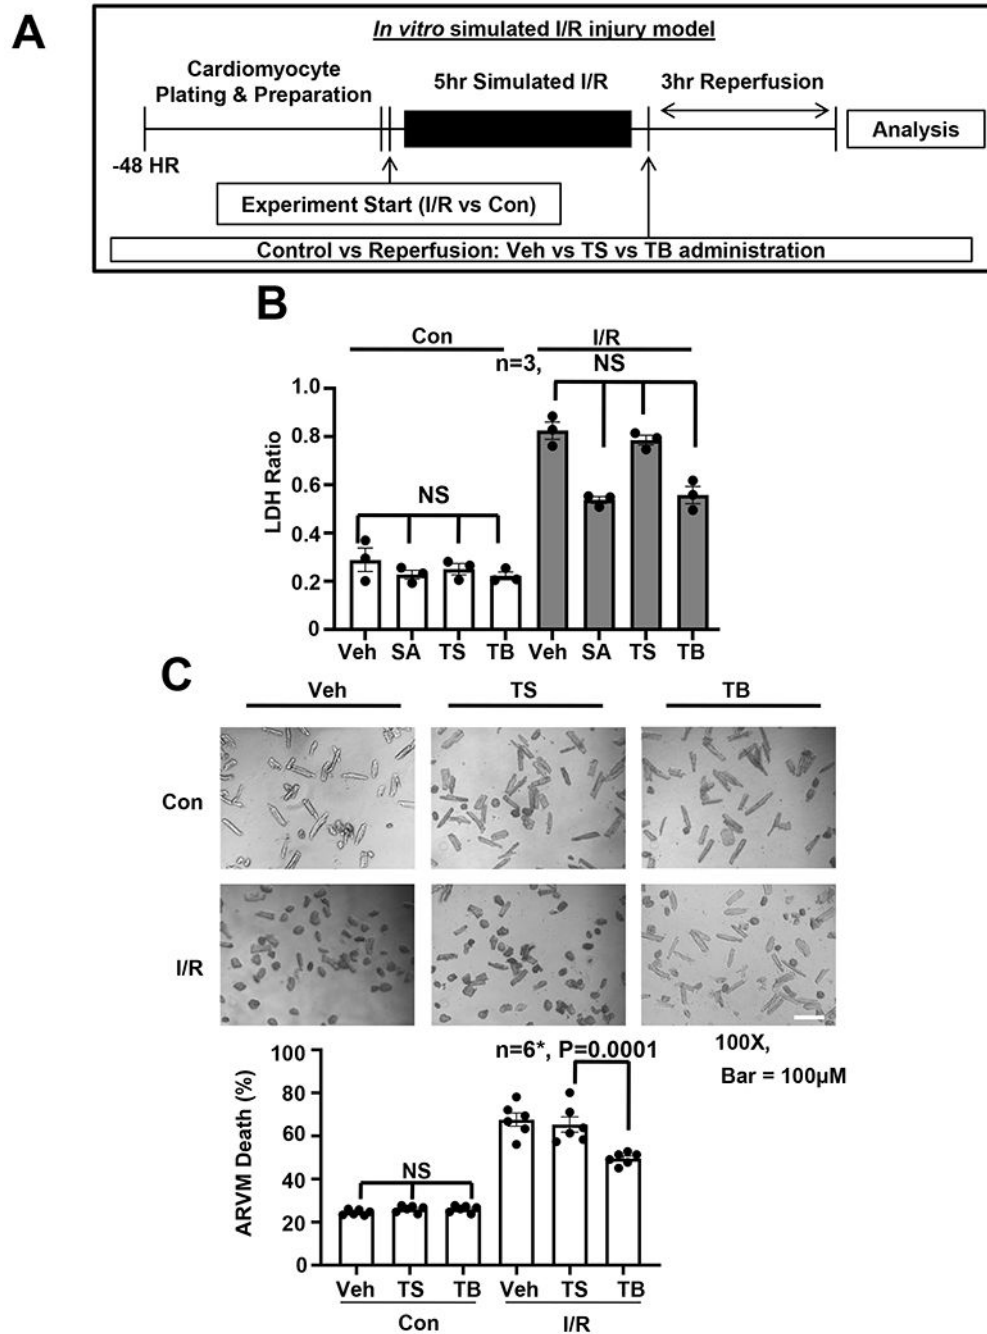 A
In vitro simulated I/R injury model
Cardiomyocyte
Plating & Preparation
5hr Simulated I/R
3hr Reperfusion
Analysis
-48 HR
Experiment Start (I/R vs Con)
Control vs Reperfusion: Veh vs TS vs TB administration
B
Con
I/R
n=3, NS
NS
LDH Ratio
1.0
0.8
0.6
0.4
0.2
0
Veh SA TS TB Veh SA TS TB
C
Veh TS TB
Con
I/R
100X,
Bar = 100µM
n=6*, P=0.0001
NS
ARVM Death (%)
100
80
60
40
20
0
Veh TS TB Veh TS TB
Con I/R